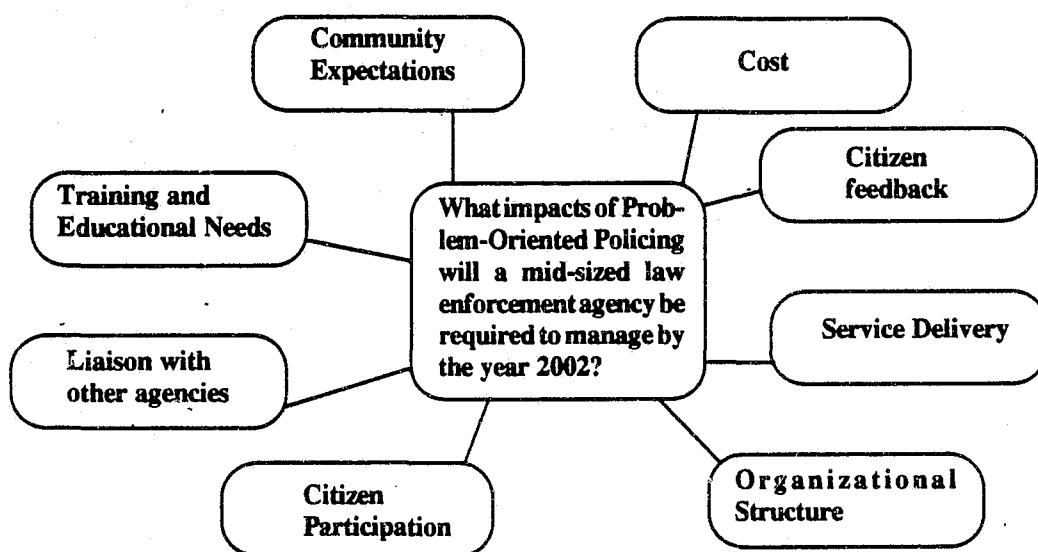 Community
Expectations
Cost
Citizen
feedback
Training and
Educational Needs
What impacts of Prob-
lem-Oriented Policing
will a mid-sized law
enforcement agency be
required to manage by
the year 2002?
Service Delivery
Liaison with
other agencies
Citizen
Participation
Organizational
Structure